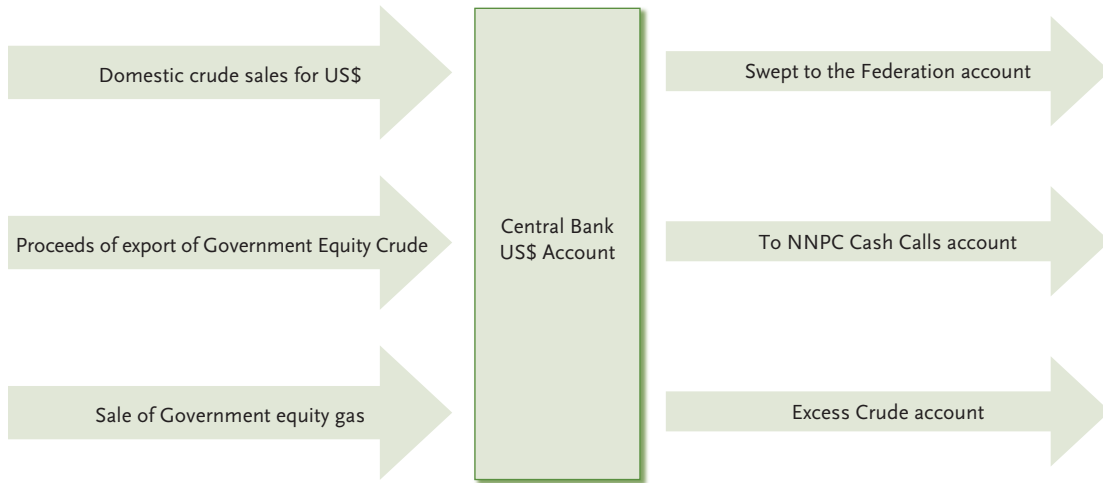 Domestic crude sales for US$
Proceeds of export of Government Equity Crude
Sale of Government equity gas
Central Bank
US$ Account
Swept to the Federation account
To NNPC Cash Calls account
Excess Crude account